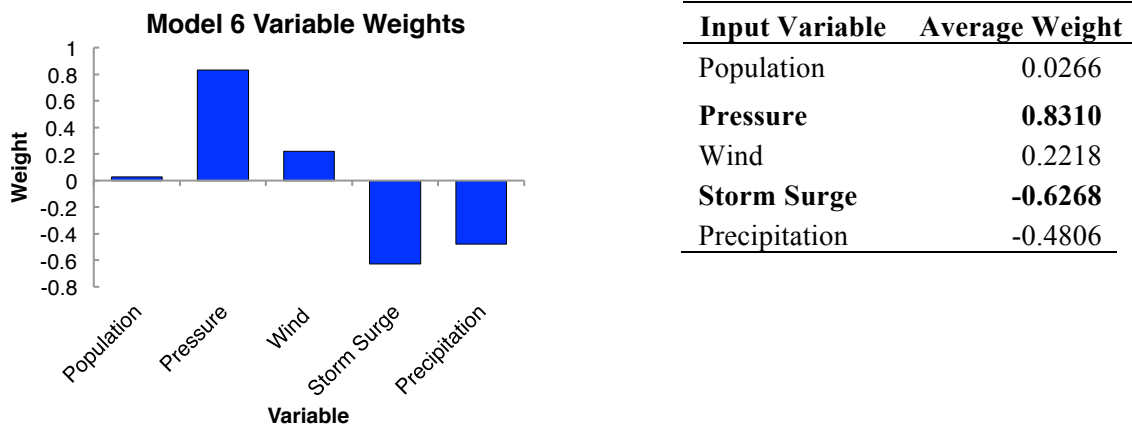 Model 6 Variable Weights
1
0.8
0.6
0.4
0.2
0
-0.2
-0.4
-0.6
-0.8
Weight
Population
Pressure
Wind
Storm Surge
Precipitation
Variable
Input Variable Average Weight
Population 0.0266
Pressure 0.8310
Wind 0.2218
Storm Surge -0.6268
Precipitation -0.4806